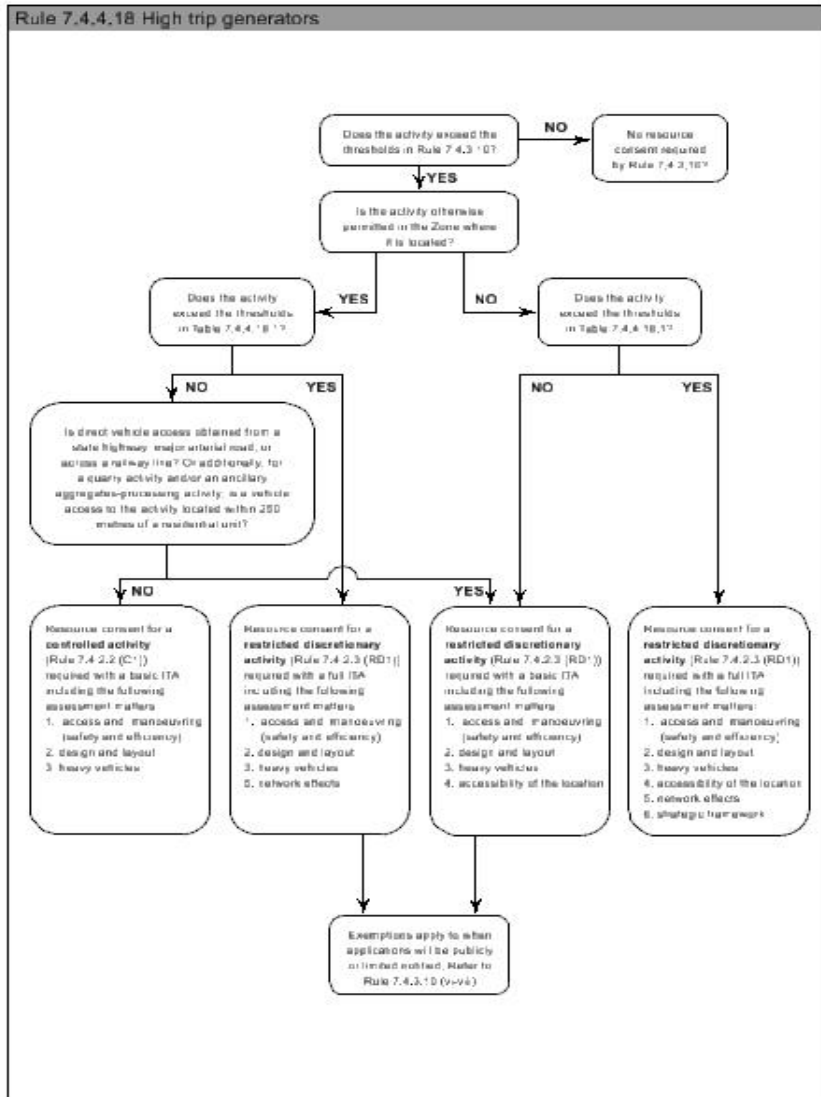 Rule 7.4.4.18 High trip generators
Does the activity exceed the
thresholds in Rule 7.4.3.10?
NO
No resource
consent required
by Rule 7.4.3.10?
YES
Is the activity otherwise
permitted in the Zone where
it is located?
Does the activity
exceed the thresholds
in Table 7.4.4.18.1?
YES
NO
Does the activity
exceed the thresholds
in Table 7.4.4.18.1?
NO
YES
NO
YES
Is direct vehicle access obtained from a
state highway, major arterial road, or
across a railway line? Or additionally, for
a quarry activity and/or an ancillary
aggregates-processing activity, is a vehicle
access to the activity located within 250
metres of a residential unit?
NO
YES
Resource consent for a
controlled activity
(Rule 7.4.2.2 (C1))
required with a basic ITA
including the following
assessment matters
1. access and manoeuvring
(safety and efficiency)
2. design and layout
3. heavy vehicles
Resource consent for a
restricted discretionary
activity (Rule 7.4.2.3 (RD1))
required with a full ITA
including the following
assessment matters
1. access and manoeuvring
(safety and efficiency)
2. design and layout
3. heavy vehicles
5. network effects
Resource consent for a
restricted discretionary
activity (Rule 7.4.2.3 (RD1))
required with a basic ITA
including the following
assessment matters
1. access and manoeuvring
(safety and efficiency)
2. design and layout
3. heavy vehicles
4. accessibility of the location
Resource consent for a
restricted discretionary
activity (Rule 7.4.2.3 (RD1))
required with a full ITA
including the following
assessment matters:
1. access and manoeuvring
(safety and efficiency)
2. design and layout
3. heavy vehicles
4. accessibility of the location
5. network effects
6. strategic framework
Exemptions apply to when
applications will be publicly
or limited notified. Refer to
Rule 7.4.3.10